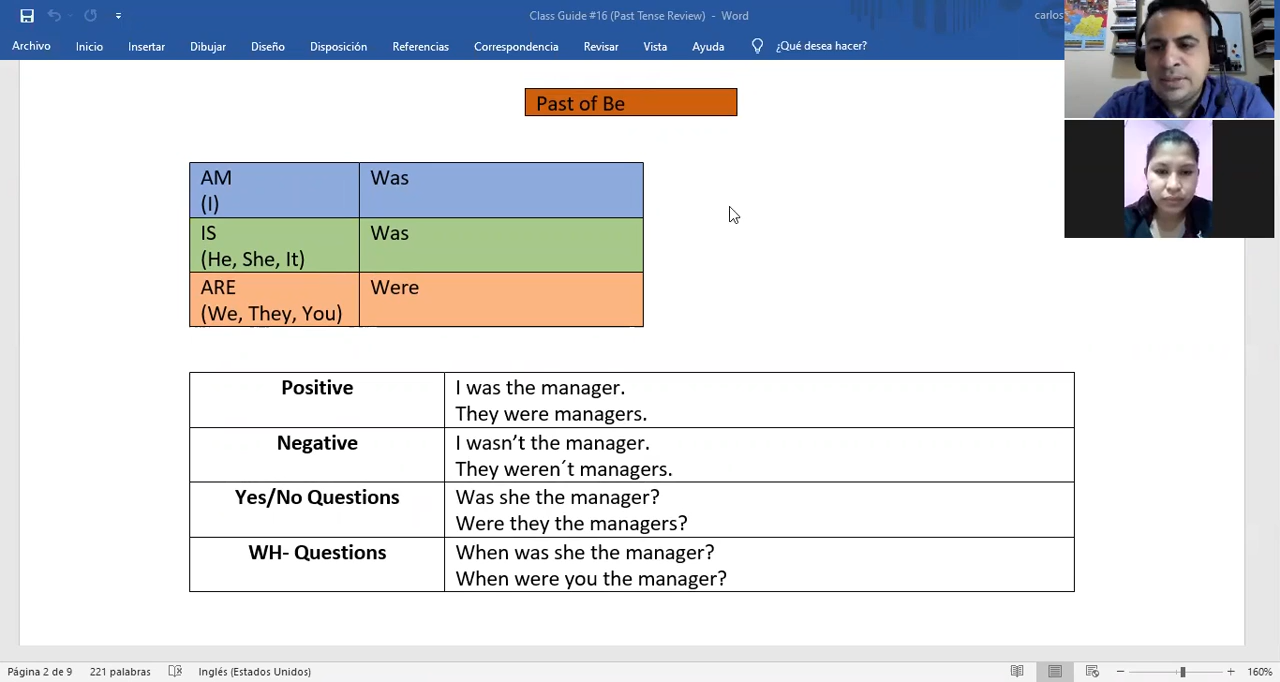 Class Guide #16 (Past Tense Review) - Word
carlos
Archivo Inicio Insertar Dibujar Diseño Disposición Referencias Correspondencia Revisar Vista Ayuda ¿Qué desea hacer?
Past of Be
AM Was
(I)
IS Was
(He, She, It)
ARE Were
(We, They, You)
Positive I was the manager.
They were managers.
Negative I wasn’t the manager.
They weren´t managers.
Yes/No Questions Was she the manager?
Were they the managers?
WH- Questions When was she the manager?
When were you the manager?
Página 2 de 9 221 palabras Inglés (Estados Unidos) 160%